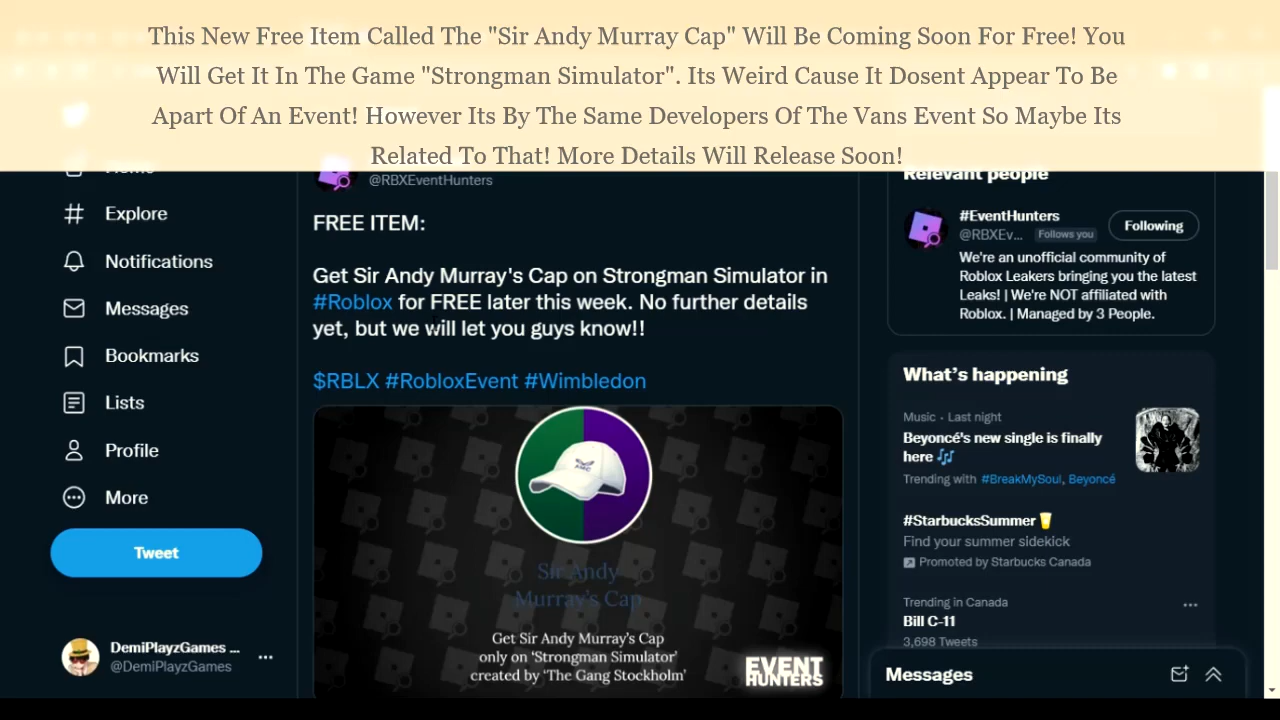 This New Free Item Called The "Sir Andy Murray Cap" Will Be Coming Soon For Free! You
Will Get It In The Game "Strongman Simulator". Its Weird Cause It Dosent Appear To Be
Apart Of An Event! However Its By The Same Developers Of The Vans Event So Maybe Its
Related To That! More Details Will Release Soon!
Home
Explore
Notifications
Messages
Bookmarks
Lists
Profile
More
Tweet
DemiPlayzGames ...
@DemiPlayzGames
@RBXEventHunters
FREE ITEM:
Get Sir Andy Murray's Cap on Strongman Simulator in
#Roblox for FREE later this week. No further details
yet, but we will let you guys know!!
$RBLX #RobloxEvent #Wimbledon
Sir Andy
Murray's Cap
Get Sir Andy Murray's Cap
only on 'Strongman Simulator'
created by 'The Gang Stockholm'
EVENT
HUNTERS
Relevant people
#EventHunters
@RBXEv... Follows you
Following
We're an unofficial community of
Roblox Leakers bringing you the latest
Leaks! | We're NOT affiliated with
Roblox. | Managed by 3 People.
What's happening
Music · Last night
Beyoncé's new single is finally
here 🎶
Trending with #BreakMySoul, Beyoncé
#StarbucksSummer
Find your summer sidekick
Promoted by Starbucks Canada
Trending in Canada
Bill C-11
3,698 Tweets
Messages